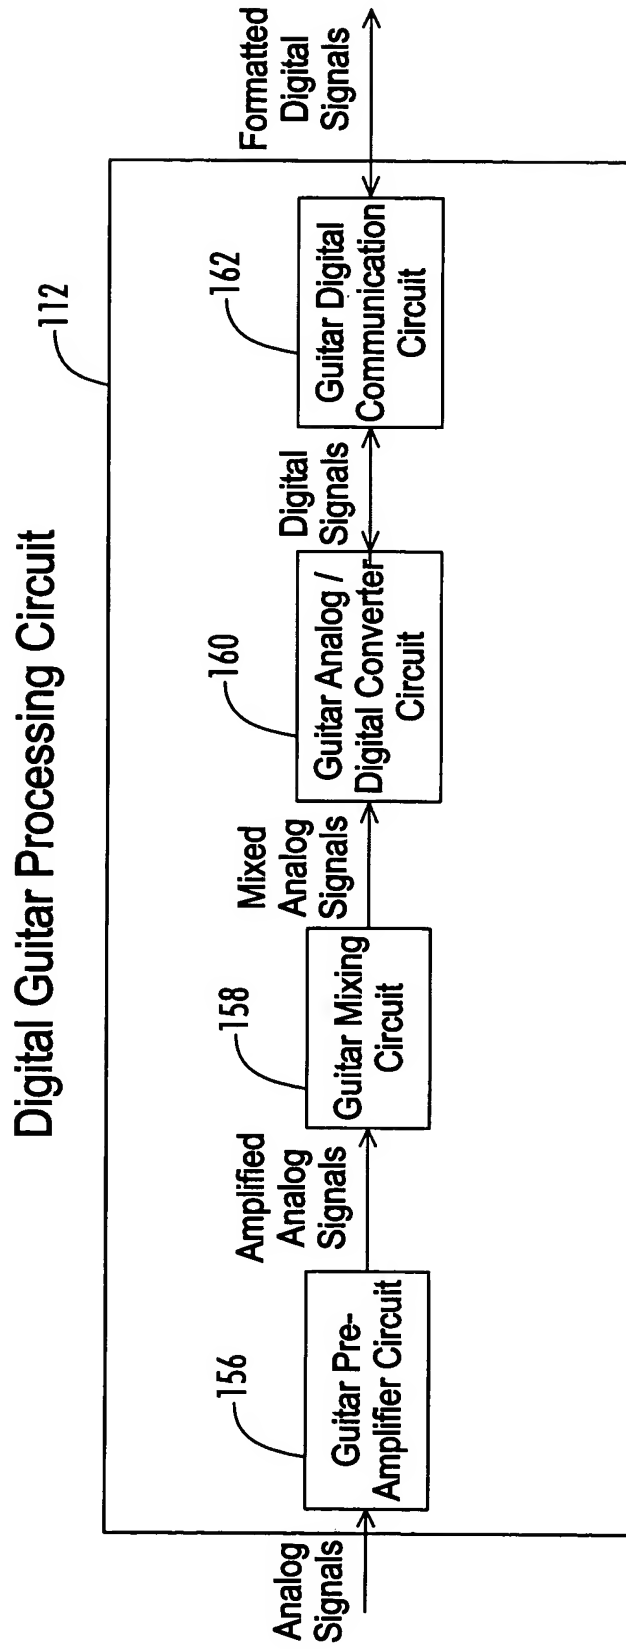 Digital Guitar Processing Circuit
112
Analog
Signals
156
Guitar Pre-
Amplifier Circuit
Amplified
Analog
Signals
158
Guitar Mixing
Circuit
Mixed
Analog
Signals
160
Guitar Analog /
Digital Converter
Circuit
Digital
Signals
162
Guitar Digital
Communication
Circuit
Formatted
Digital
Signals